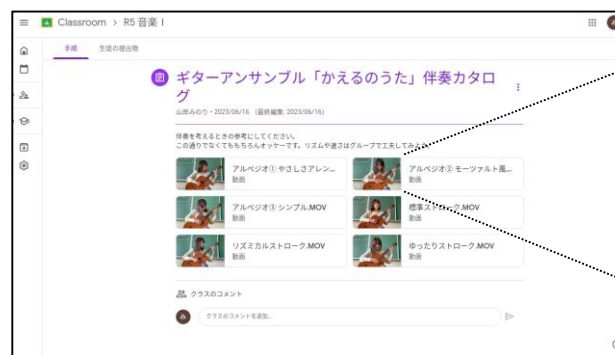 Classroom > R5 音楽 I
手順 生徒の提出物
ギターアンサンブル「かえるのうた」伴奏カタロ
グ
山岸みのり・2023/06/16 (最終編集: 2023/06/16)
伴奏を考えるときの参考にしてください。
この通りでなくてももちろんオッケーです。リズムや速さはグループで工夫してみよう。
アルペジオ① やさしさアレン... アルペジオ② モーツァルト風...
動画 動画
アルペジオ③ シンプル.MOV 標準ストローク.MOV
動画 動画
リズミカルストローク.MOV ゆったりストローク.MOV
動画 動画
クラスのコメント
クラスのコメントを追加...